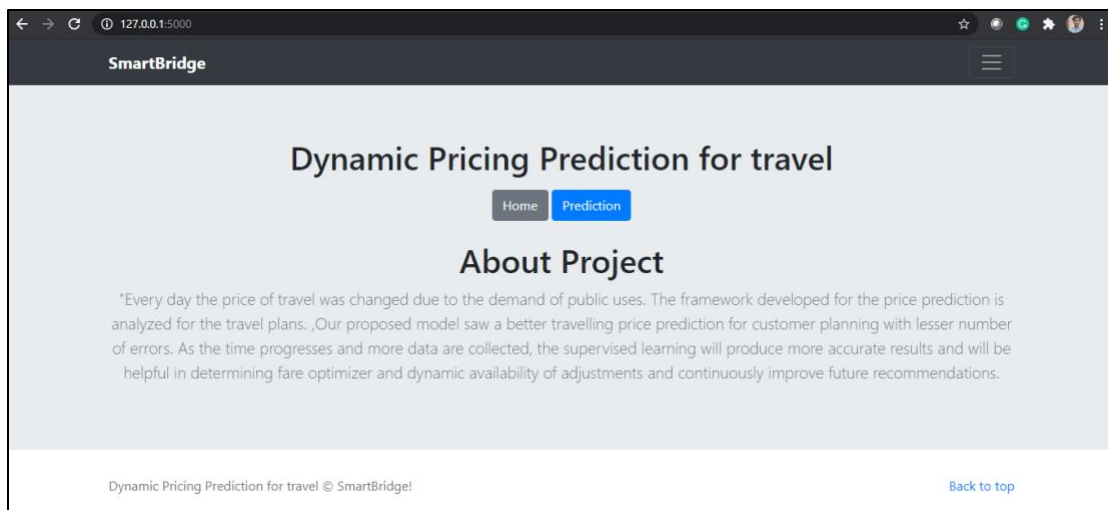 127.0.0.1:5000
SmartBridge
Dynamic Pricing Prediction for travel
Home Prediction
About Project
"Every day the price of travel was changed due to the demand of public uses. The framework developed for the price prediction is
analyzed for the travel plans. ,Our proposed model saw a better travelling price prediction for customer planning with lesser number
of errors. As the time progresses and more data are collected, the supervised learning will produce more accurate results and will be
helpful in determining fare optimizer and dynamic availability of adjustments and continuously improve future recommendations.
Dynamic Pricing Prediction for travel © SmartBridge! Back to top